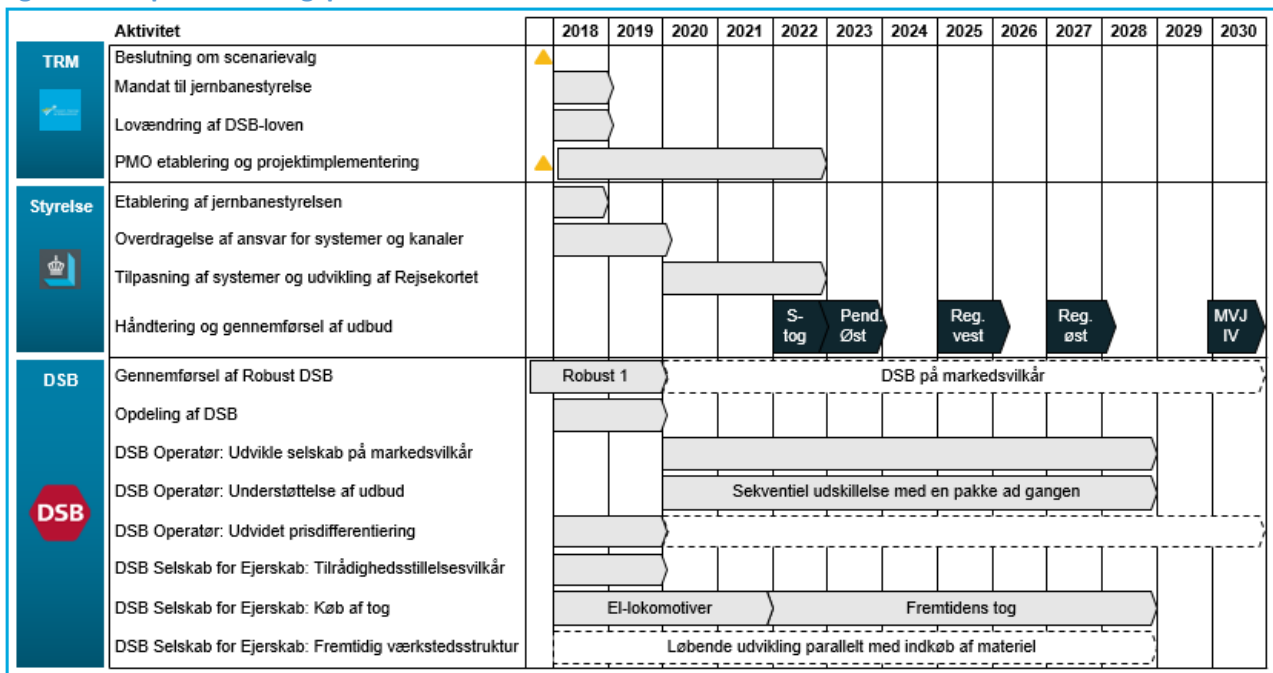 Aktivitet 2018 2019 2020 2021 2022 2023 2024 2025 2026 2027 2028 2029 2030
TRM
Beslutning om scenarievalg
Mandat til jernbanestyrelse
Lovændring af DSB-loven
PMO etablering og projektimplementering
Styrelse
Etablering af jernbanestyrelsen
Overdragelse af ansvar for systemer og kanaler
Tilpasning af systemer og udvikling af Rejsekortet
Håndtering og gennemførsel af udbud
S-
tog
Pend.
Øst
Reg.
vest
Reg.
øst
MVJ
IV
DSB
Gennemførsel af Robust DSB
Robust 1
DSB på markedsvilkår
Opdeling af DSB
DSB Operatør: Udvikle selskab på markedsvilkår
DSB
DSB Operatør: Understøttelse af udbud
Sekventiel udskillelse med en pakke ad gangen
DSB Operatør: Udvidet prisdifferentiering
DSB Selskab for Ejerskab: Tilrådighedsstillelsesvilkår
DSB Selskab for Ejerskab: Køb af tog
El-lokomotiver
Fremtidens tog
DSB Selskab for Ejerskab: Fremtidig værkstedsstruktur
Løbende udvikling parallelt med indkøb af materiel